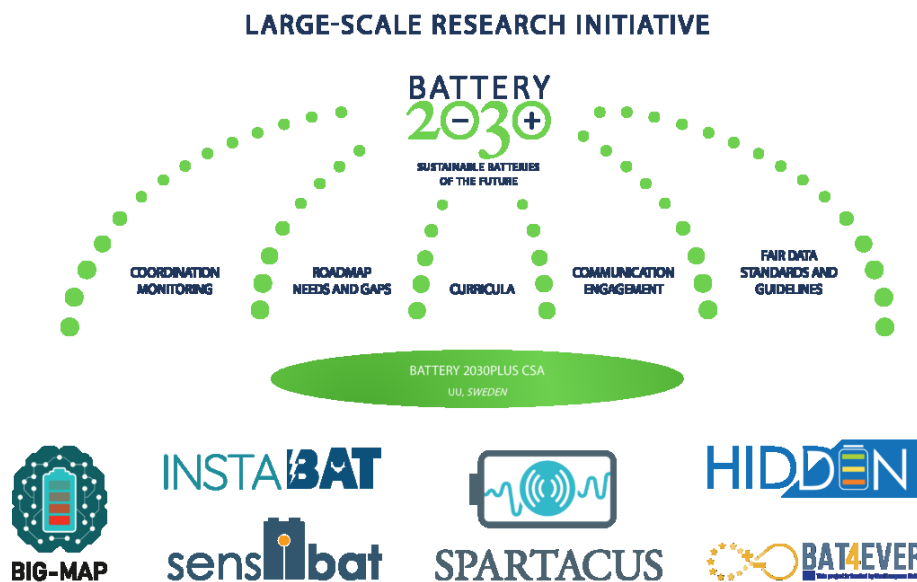 LARGE-SCALE RESEARCH INITIATIVE
BATTERY
2030+
SUSTAINABLE BATTERIES
OF THE FUTURE
COORDINATION
MONITORING
ROADMAP
NEEDS AND GAPS
CURRICULA
COMMUNICATION
ENGAGEMENT
FAIR DATA
STANDARDS AND
GUIDELINES
BATTERY 2030PLUS CSA
UU, SWEDEN
BIG-MAP
INSTABAT
sensibat
SPARTACUS
HIDDEN
BAT4EVER